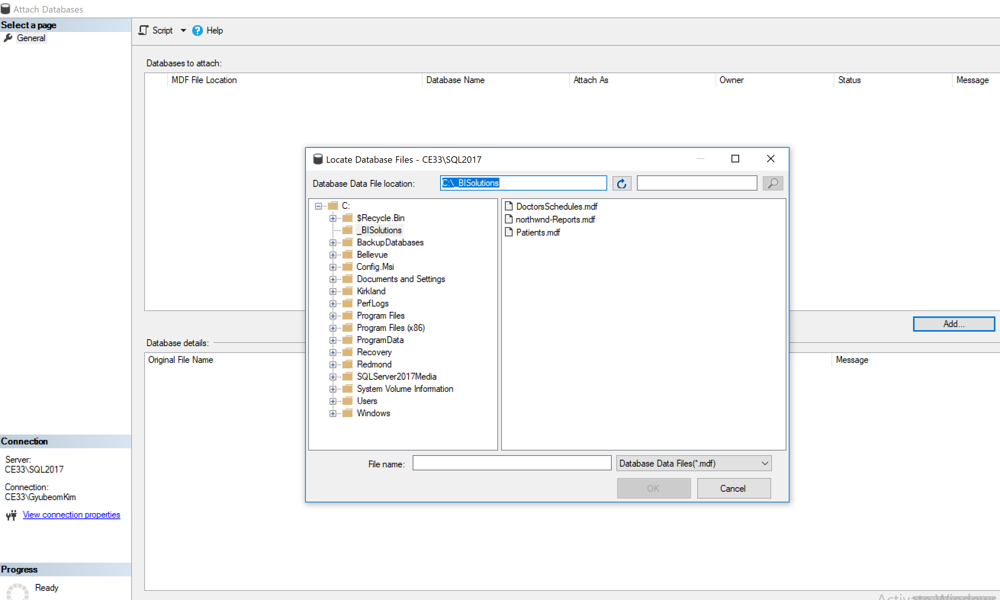 Attach Databases
Select a page
General
Script
Help
Databases to attach:
MDF File Location
Database Name
Attach As
Owner
Status
Message
Locate Database Files - CE33\SQL2017
Database Data File location:
C:\_BISolutions
C:
$Recycle.Bin
_BISolutions
BackupDatabases
Bellevue
Config.Msi
Documents and Settings
Kirkland
PerfLogs
Program Files
Program Files (x86)
ProgramData
Recovery
Redmond
SQLServer2017Media
System Volume Information
Users
Windows
DoctorsSchedules.mdf
northwnd-Reports.mdf
Patients.mdf
File name:
Database Data Files(*.mdf)
OK
Cancel
Add...
Database details:
Original File Name
Message
Connection
Server:
CE33\SQL2017
Connection:
CE33\GyubeomKim
View connection properties
Progress
Ready
Activate Windows